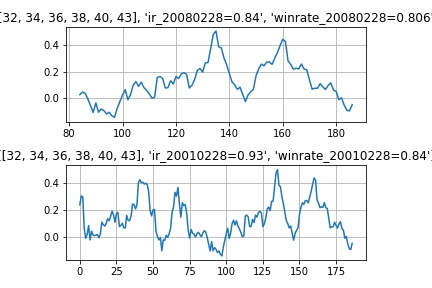 [32, 34, 36, 38, 40, 43], 'ir_20080228=0.84', 'winrate_20080228=0.806'
0.4
0.2
0.0
80 100 120 140 160 180
[[32, 34, 36, 38, 40, 43], 'ir_20010228=0.93', 'winrate_20010228=0.84']
0.4
0.2
0.0
0 25 50 75 100 125 150 175